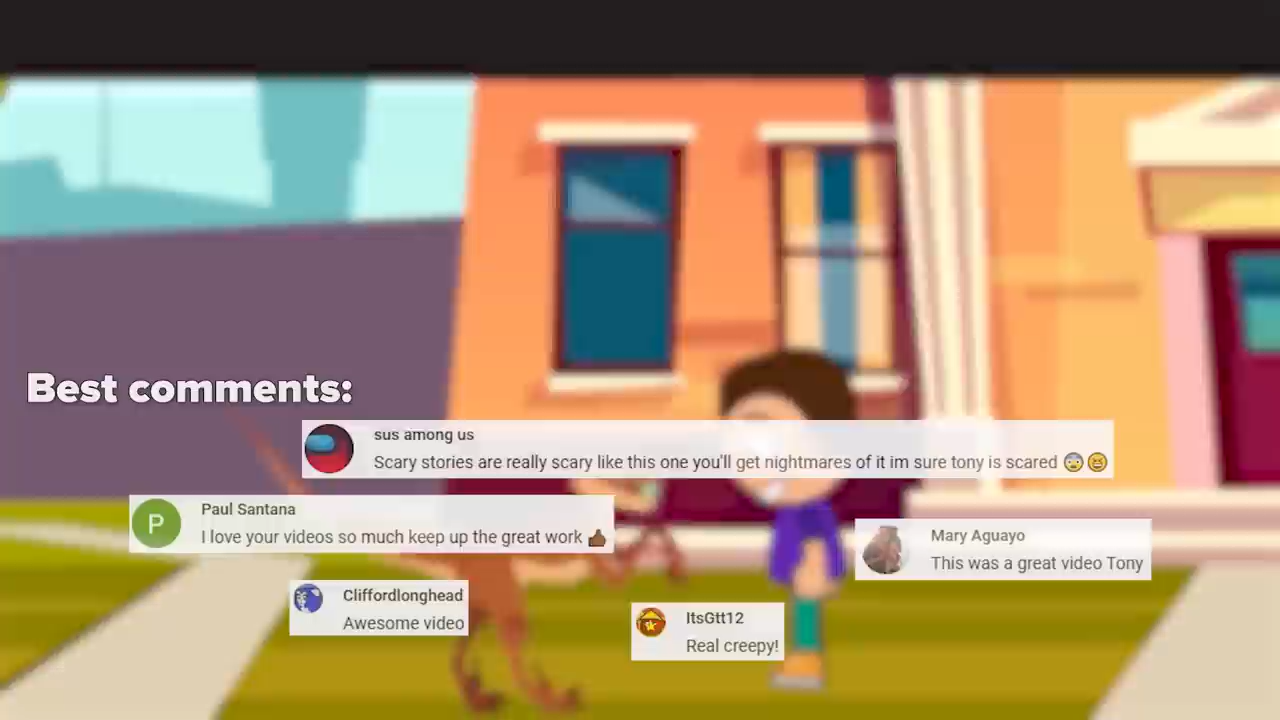 Best comments:
sus among us
Scary stories are really scary like this one you'll get nightmares of it im sure tony is scared 😨😆
P
Paul Santana
I love your videos so much keep up the great work 👍🏾
Mary Aguayo
This was a great video Tony
Cliffordlonghead
Awesome video
ItsGtt12
Real creepy!